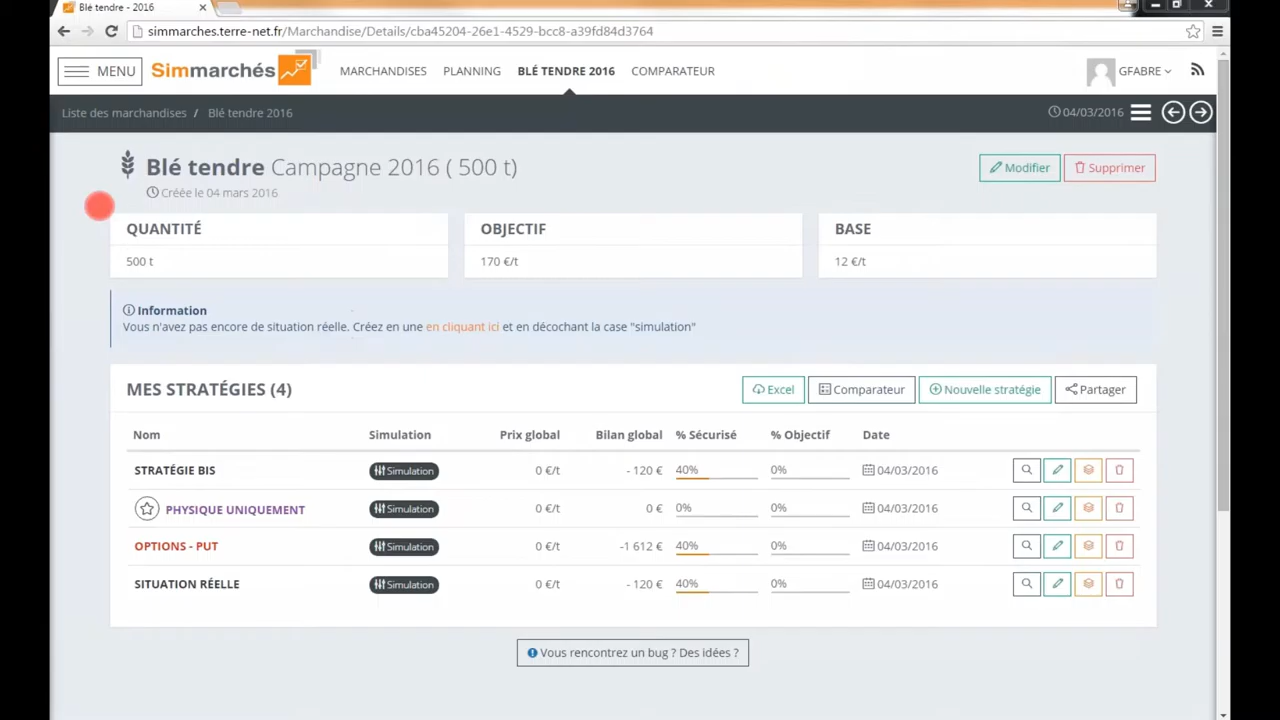 Blé tendre - 2016
simmarches.terre-net.fr/Marchandise/Details/cba45204-26e1-4529-bcc8-a39fd84d3764
MENU Simmarchés MARCHANDISES PLANNING BLÉ TENDRE 2016 COMPARATEUR GFABRE
Liste des marchandises / Blé tendre 2016 04/03/2016
Blé tendre Campagne 2016 ( 500 t) Modifier Supprimer
Créée le 04 mars 2016
QUANTITÉ OBJECTIF BASE
500 t 170 €/t 12 €/t
Information
Vous n'avez pas encore de situation réelle. Créez en une en cliquant ici et en décochant la case "simulation"
MES STRATÉGIES (4) Excel Comparateur Nouvelle stratégie Partager
Nom Simulation Prix global Bilan global % Sécurisé % Objectif Date
STRATÉGIE BIS Simulation 0 €/t - 120 € 40% 0% 04/03/2016
PHYSIQUE UNIQUEMENT Simulation 0 €/t 0 € 0% 0% 04/03/2016
OPTIONS - PUT Simulation 0 €/t -1 612 € 40% 0% 04/03/2016
SITUATION RÉELLE Simulation 0 €/t - 120 € 40% 0% 04/03/2016
Vous rencontrez un bug ? Des idées ?